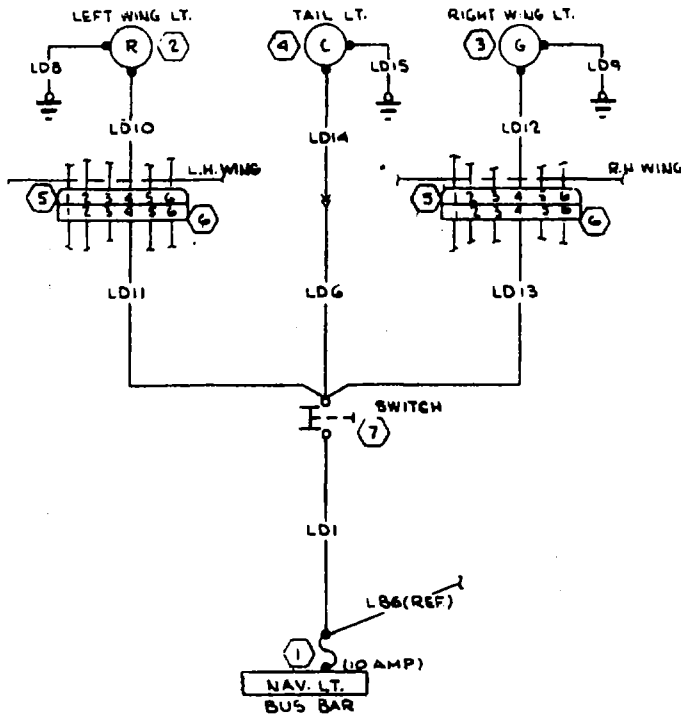 LEFT WING LT.
TAIL LT.
RIGHT WING LT.
R
2
4
C
3
G
LD8
LD15
LD9
LD10
LD14
LD12
L.H. WING
R.H WING
5
1 2 3 4 5 6
1 2 3 4 5 6
6
5
1 2 3 4 5 6
1 2 3 4 5 6
6
LD11
LD6
LD13
SWITCH
7
LD1
LB6(REF)
1
(10 AMP)
NAV. LT.
BUS BAR